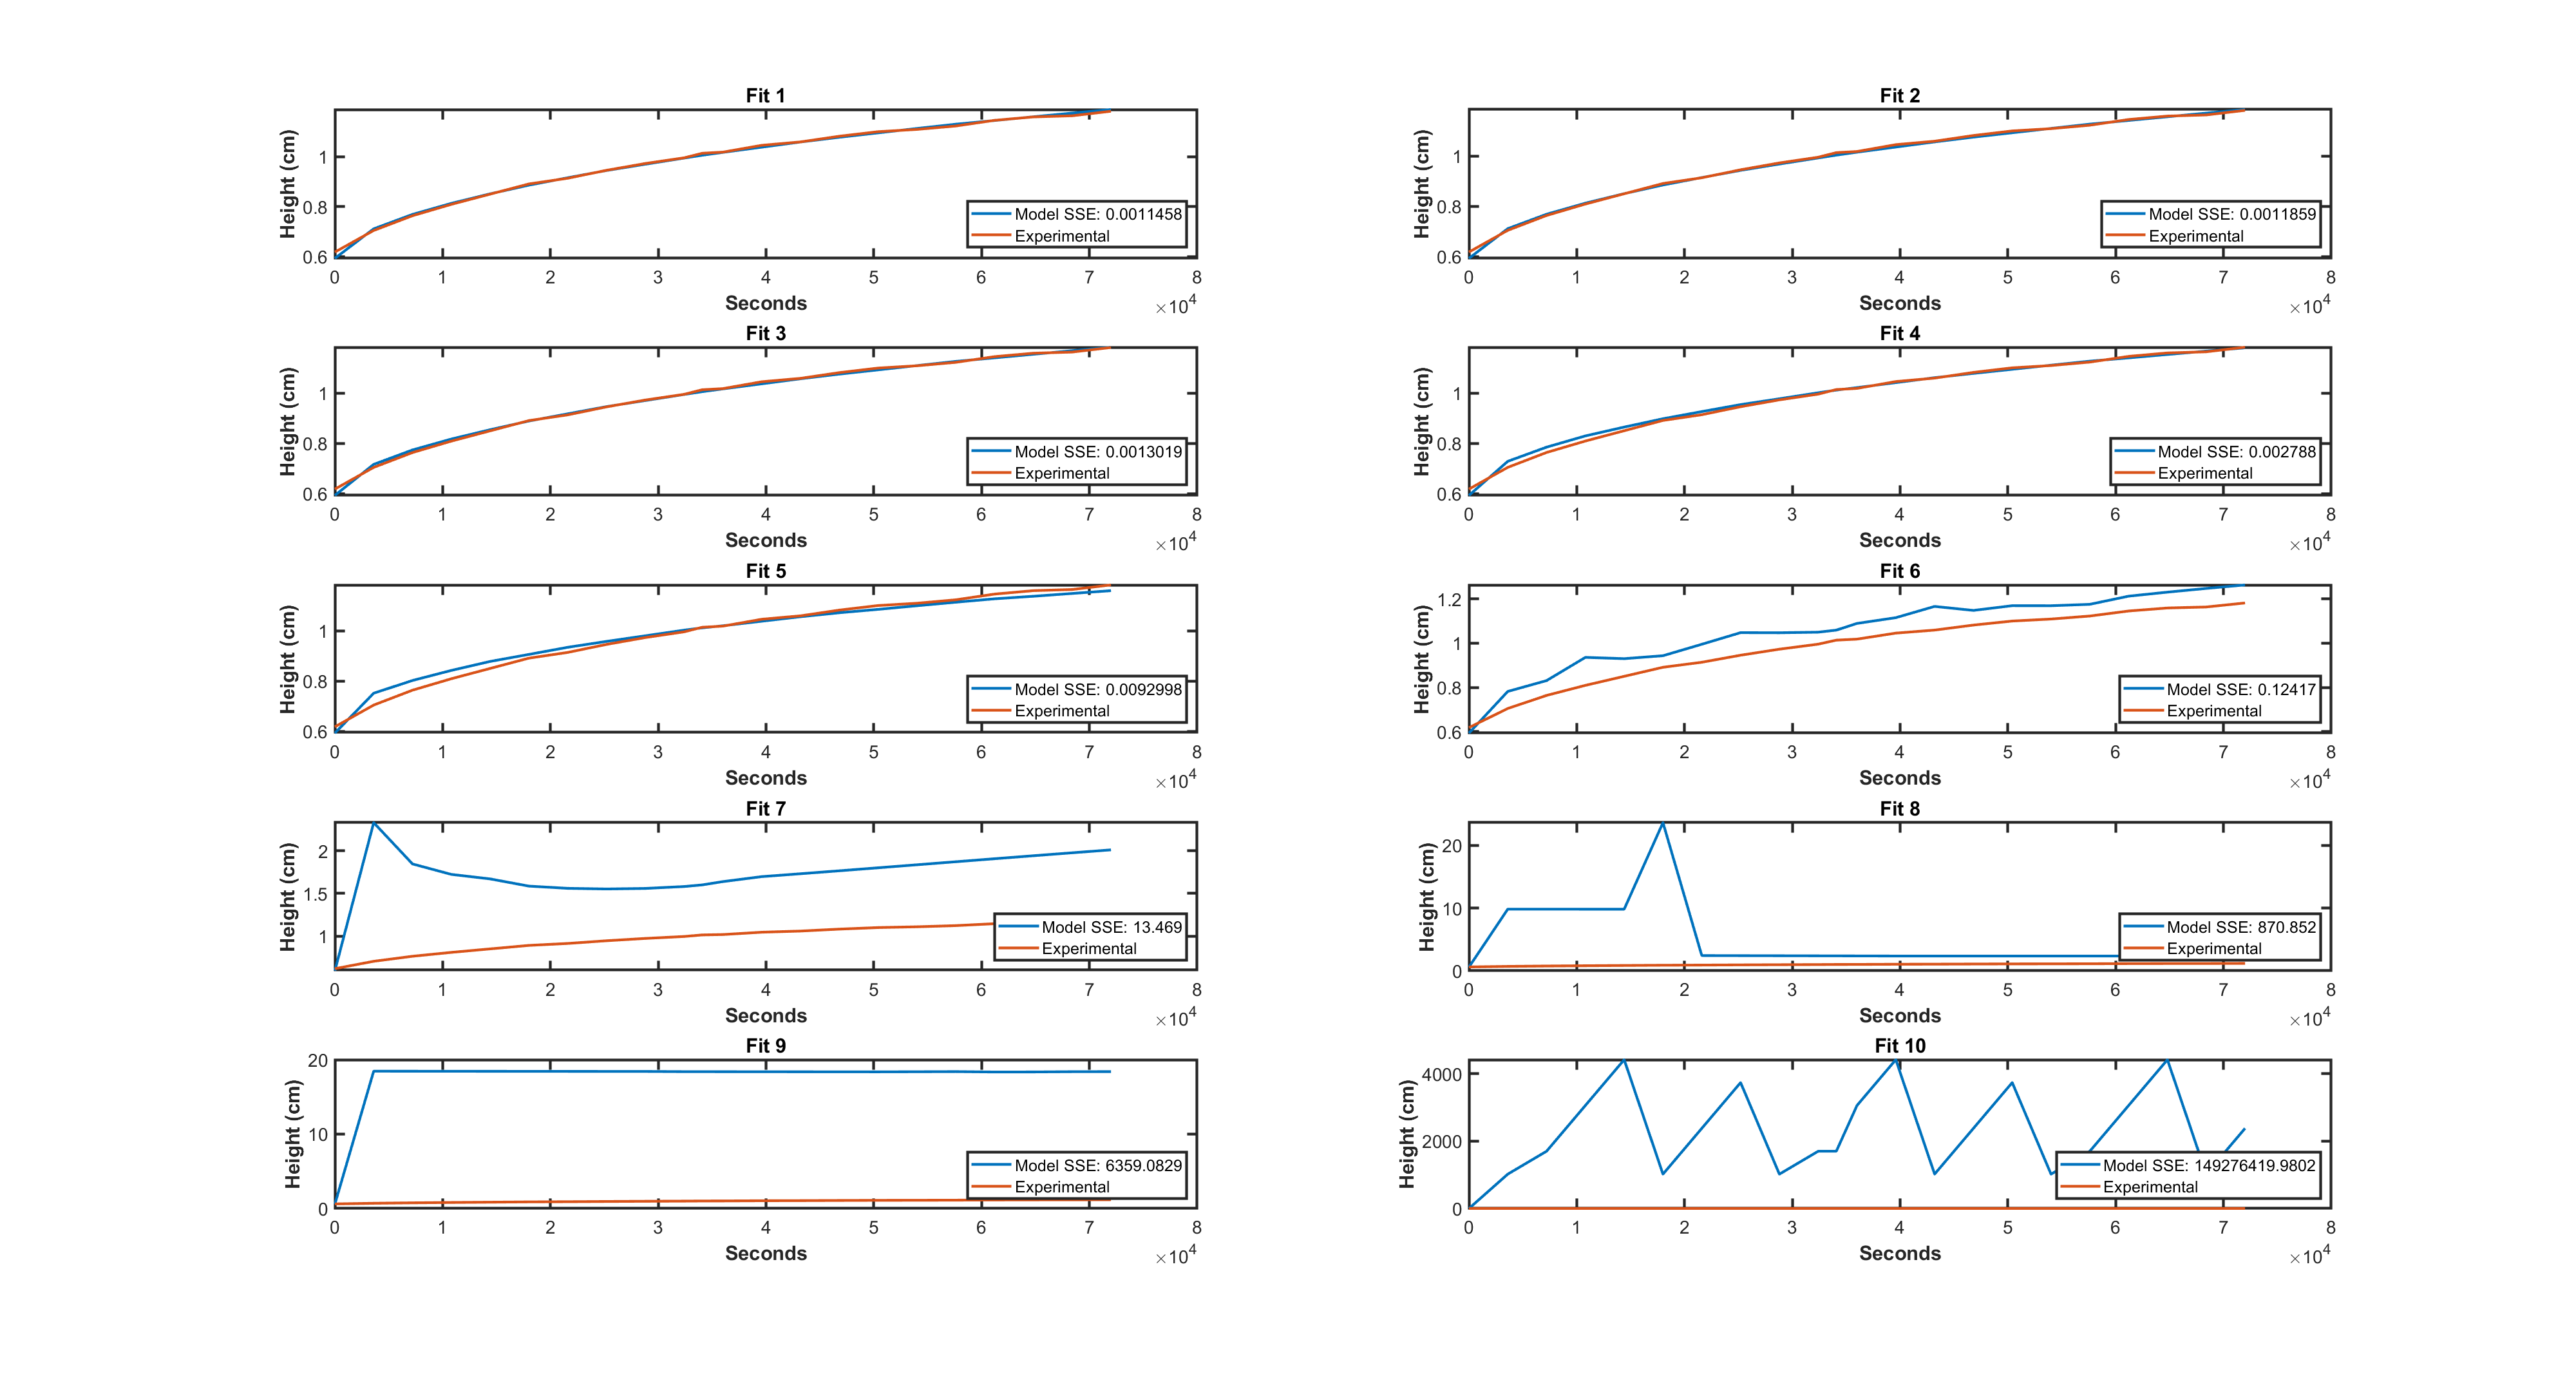 Fit 1
Height (cm)
1
0.8
0.6
Model SSE: 0.0011458
Experimental
0 1 2 3 4 5 6 7 8
Seconds
×10^4
Fit 2
Height (cm)
1
0.8
0.6
Model SSE: 0.0011859
Experimental
0 1 2 3 4 5 6 7 8
Seconds
×10^4
Fit 3
Height (cm)
1
0.8
0.6
Model SSE: 0.0013019
Experimental
0 1 2 3 4 5 6 7 8
Seconds
×10^4
Fit 4
Height (cm)
1
0.8
0.6
Model SSE: 0.002788
Experimental
0 1 2 3 4 5 6 7 8
Seconds
×10^4
Fit 5
Height (cm)
1
0.8
0.6
Model SSE: 0.0092998
Experimental
0 1 2 3 4 5 6 7 8
Seconds
×10^4
Fit 6
Height (cm)
1.2
1
0.8
0.6
Model SSE: 0.12417
Experimental
0 1 2 3 4 5 6 7 8
Seconds
×10^4
Fit 7
Height (cm)
2
1.5
1
Model SSE: 13.469
Experimental
0 1 2 3 4 5 6 7 8
Seconds
×10^4
Fit 8
Height (cm)
20
10
0
Model SSE: 870.852
Experimental
0 1 2 3 4 5 6 7 8
Seconds
×10^4
Fit 9
Height (cm)
20
10
0
Model SSE: 6359.0829
Experimental
0 1 2 3 4 5 6 7 8
Seconds
×10^4
Fit 10
Height (cm)
4000
2000
0
Model SSE: 149276419.9802
Experimental
0 1 2 3 4 5 6 7 8
Seconds
×10^4